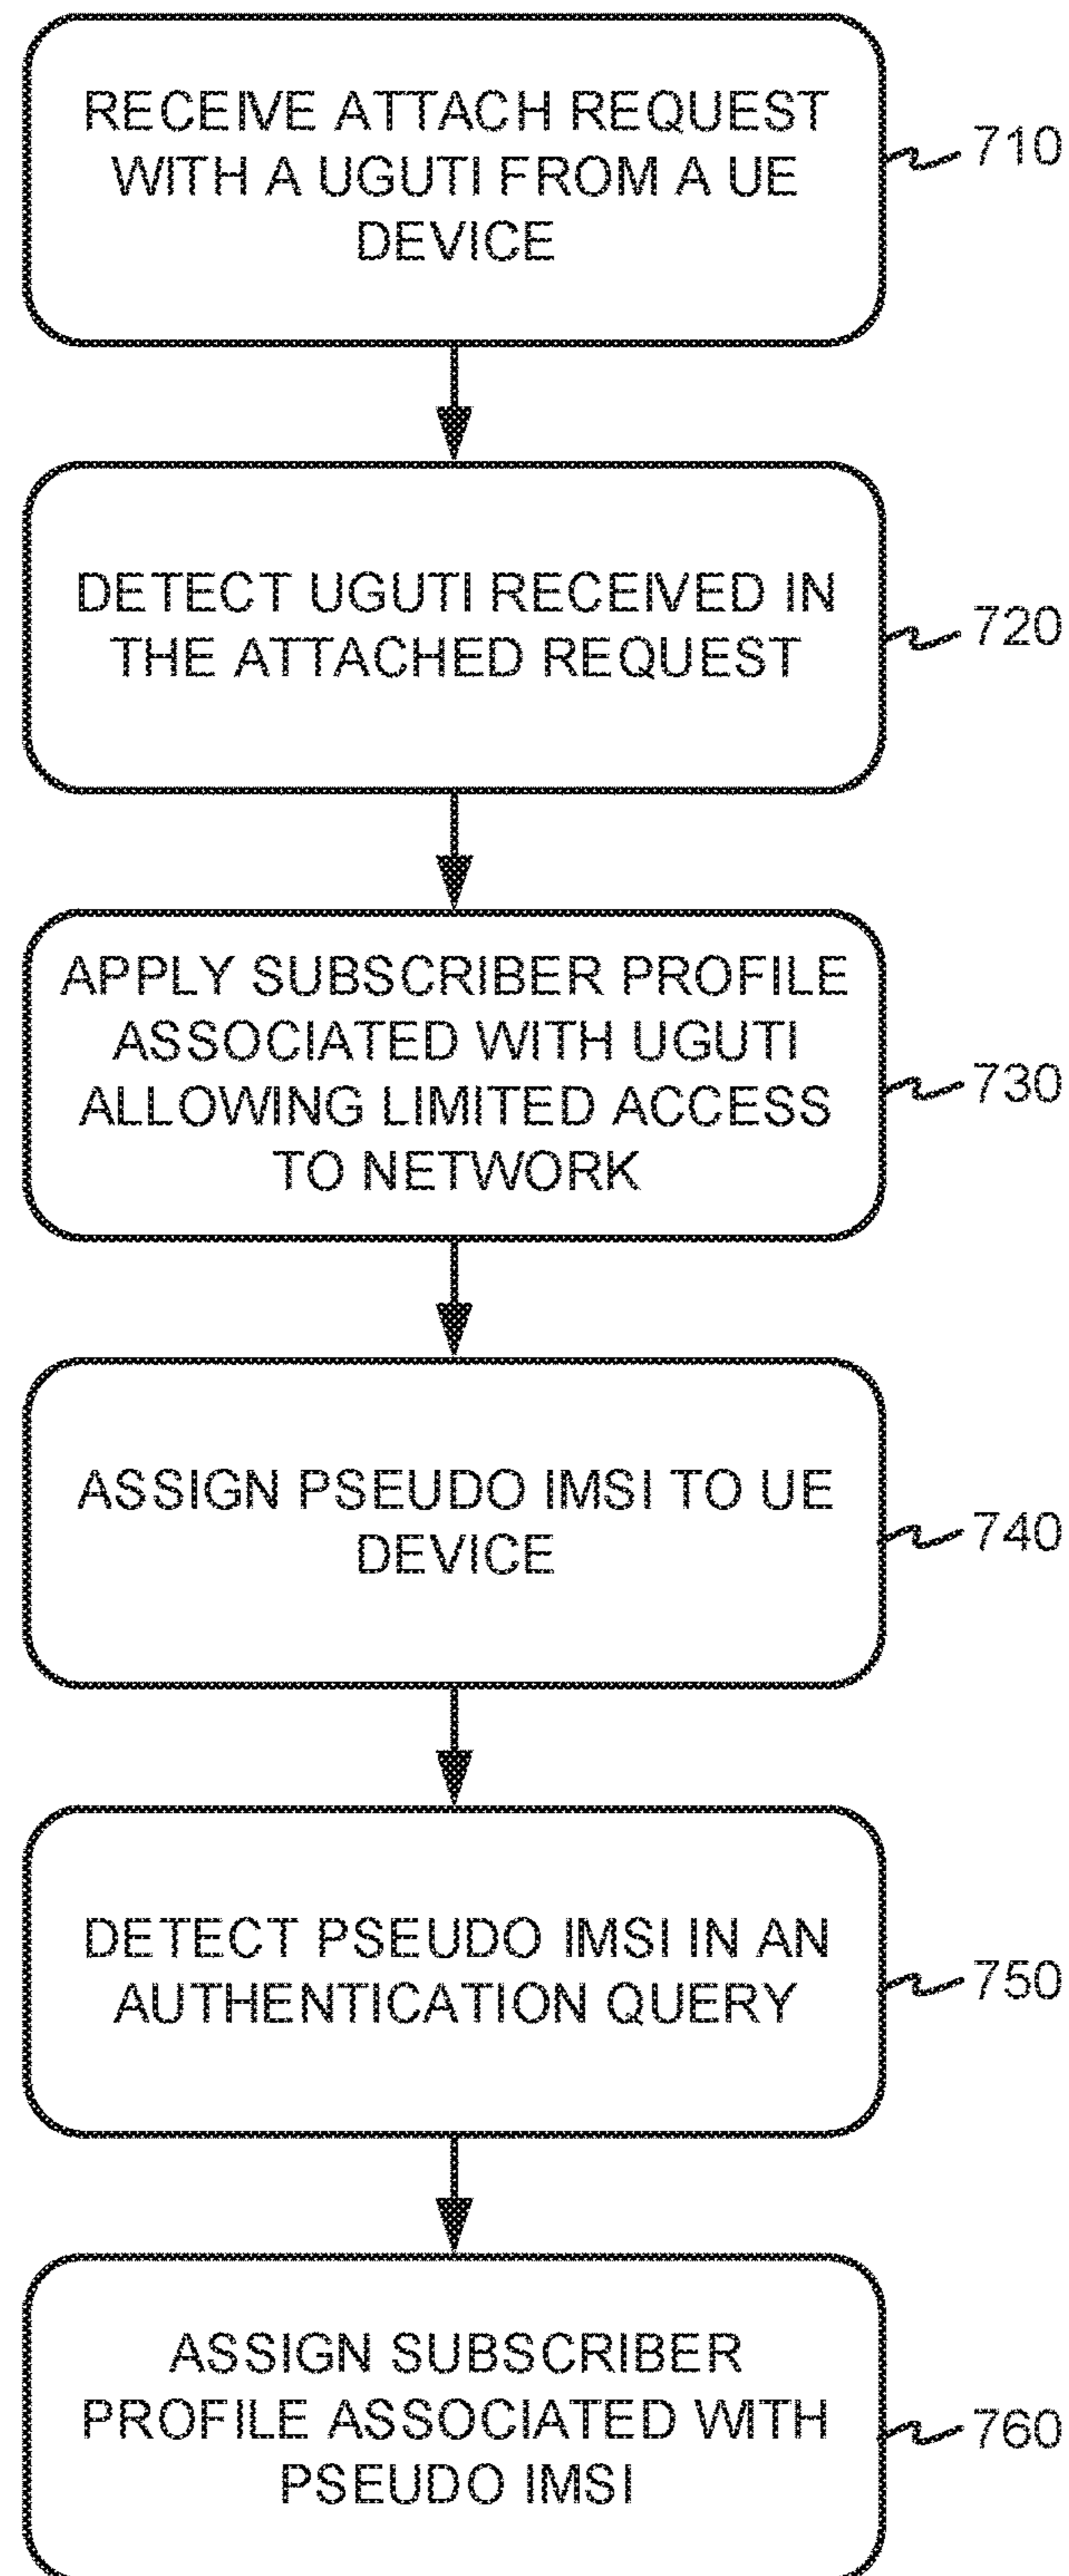 RECEIVE ATTACH REQUEST
WITH A UGUTI FROM A UE
DEVICE
710
DETECT UGUTI RECEIVED IN
THE ATTACHED REQUEST
720
APPLY SUBSCRIBER PROFILE
ASSOCIATED WITH UGUTI
ALLOWING LIMITED ACCESS
TO NETWORK
730
ASSIGN PSEUDO IMSI TO UE
DEVICE
740
DETECT PSEUDO IMSI IN AN
AUTHENTICATION QUERY
750
ASSIGN SUBSCRIBER
PROFILE ASSOCIATED WITH
PSEUDO IMSI
760